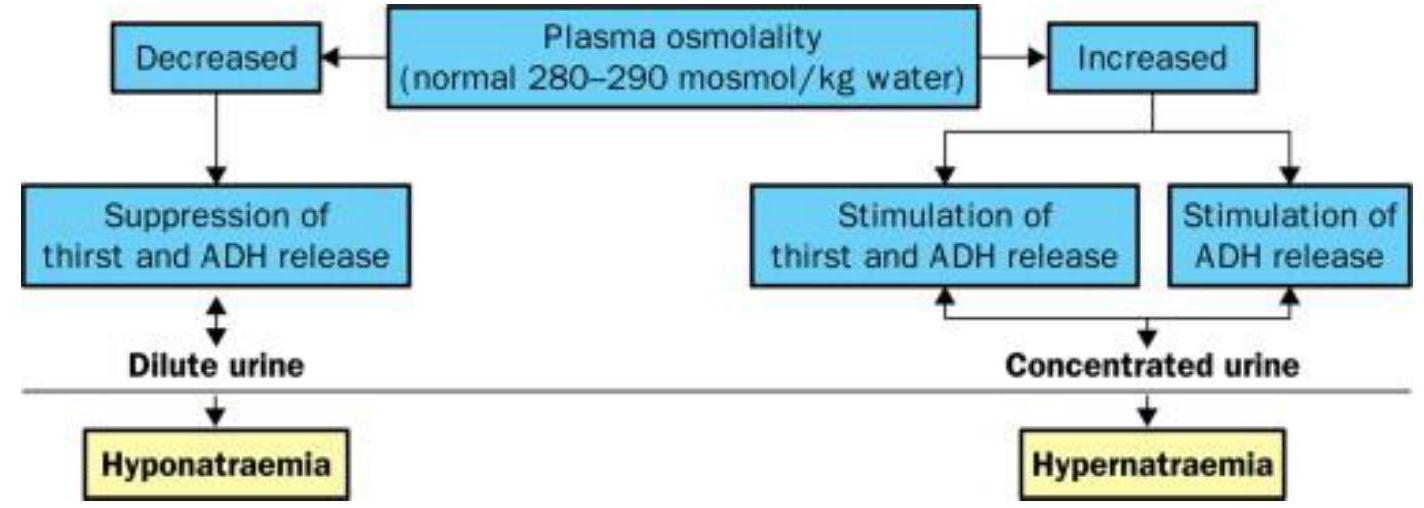 Decreased
Plasma osmolality
(normal 280–290 mosmol/kg water)
Increased
Suppression of
thirst and ADH release
Stimulation of
thirst and ADH release
Stimulation of
ADH release
Dilute urine
Concentrated urine
Hyponatraemia
Hypernatraemia